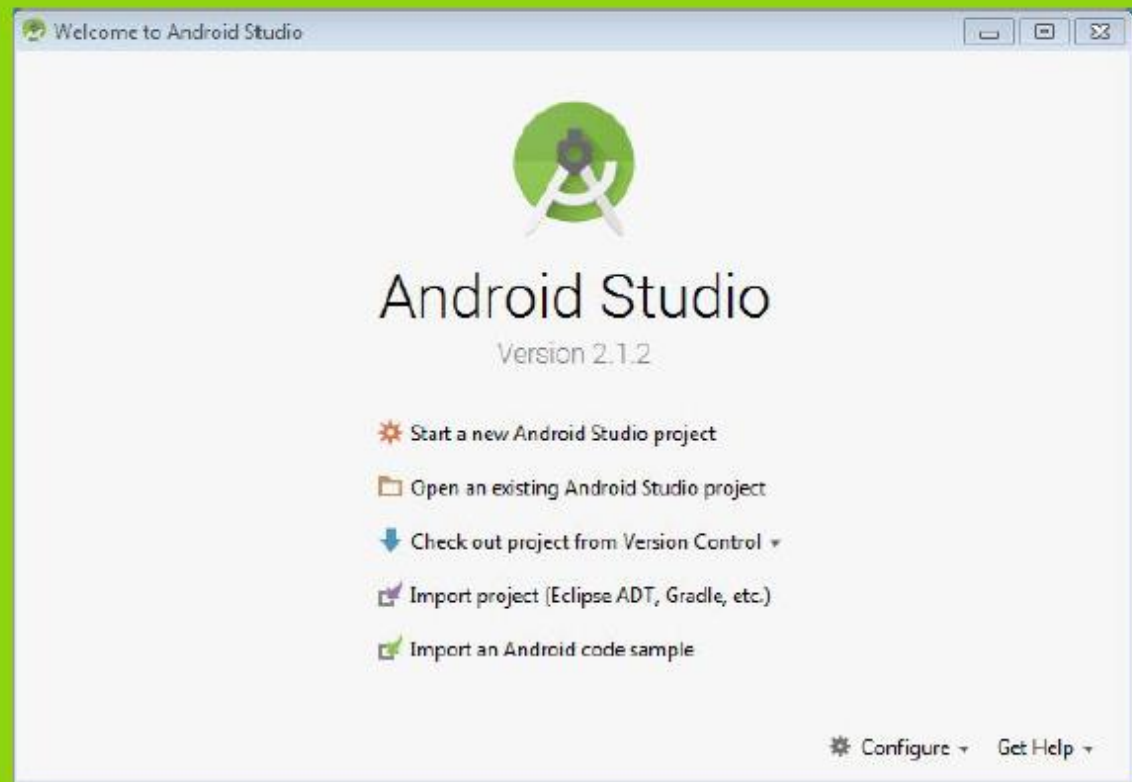 Welcome to Android Studio
Android Studio
Version 2.1.2
Start a new Android Studio project
Open an existing Android Studio project
Check out project from Version Control
Import project (Eclipse ADT, Gradle, etc.)
Import an Android code sample
Configure Get Help